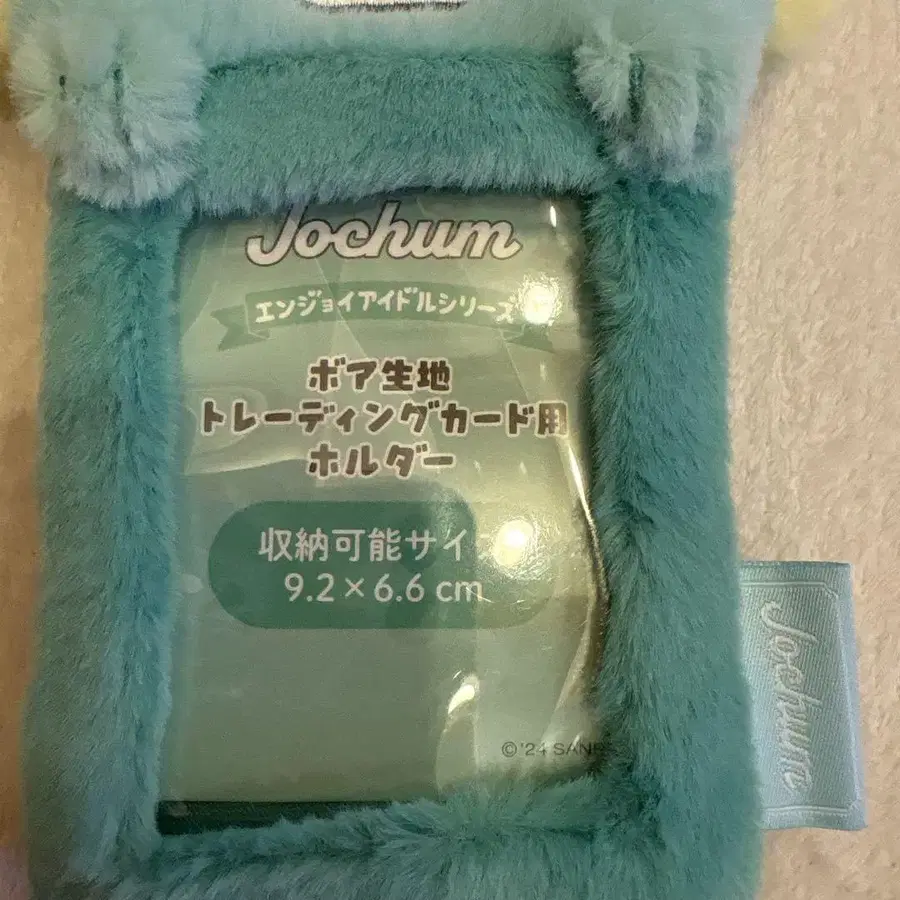 Jochum
エンジョイアイドルシリーズ
ボア生地
トレーディングカード用
ホルダー
収納可能サイ
9.2×6.6 cm
©'24 SAN
Jochum